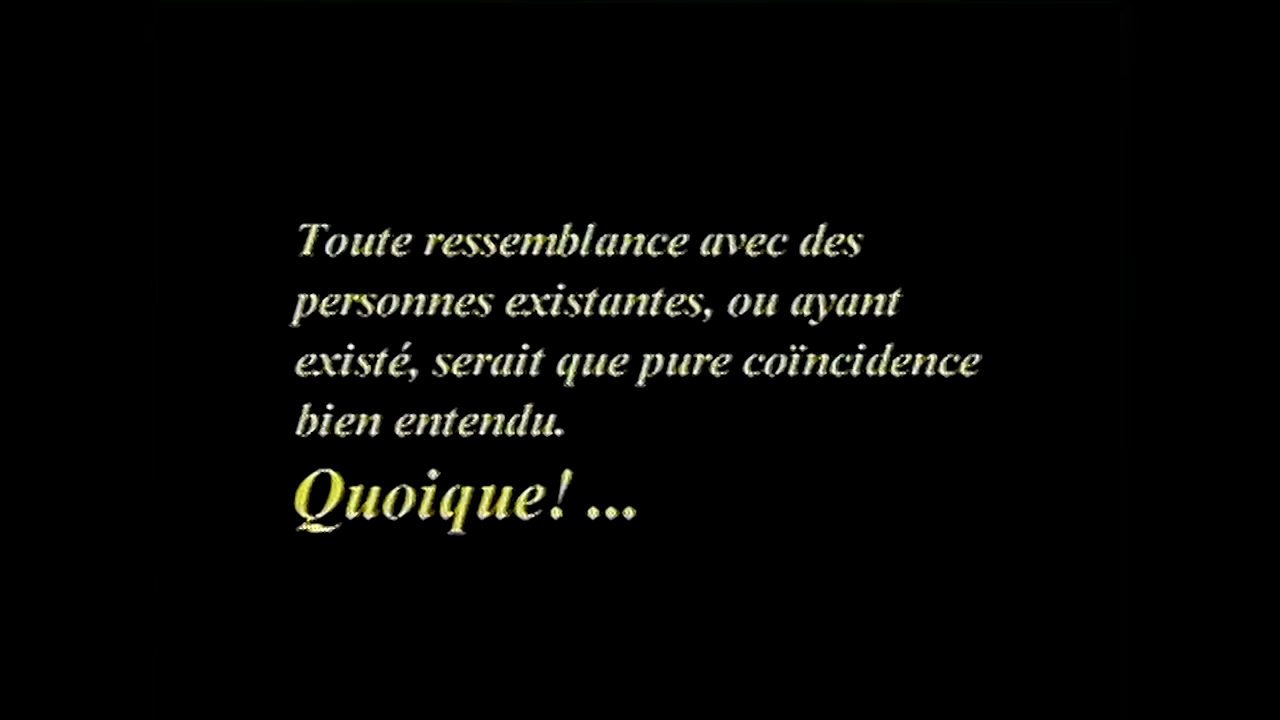 Toute ressemblance avec des
personnes existantes, ou ayant
existé, serait que pure coïncidence
bien entendu.
Quoique! ...